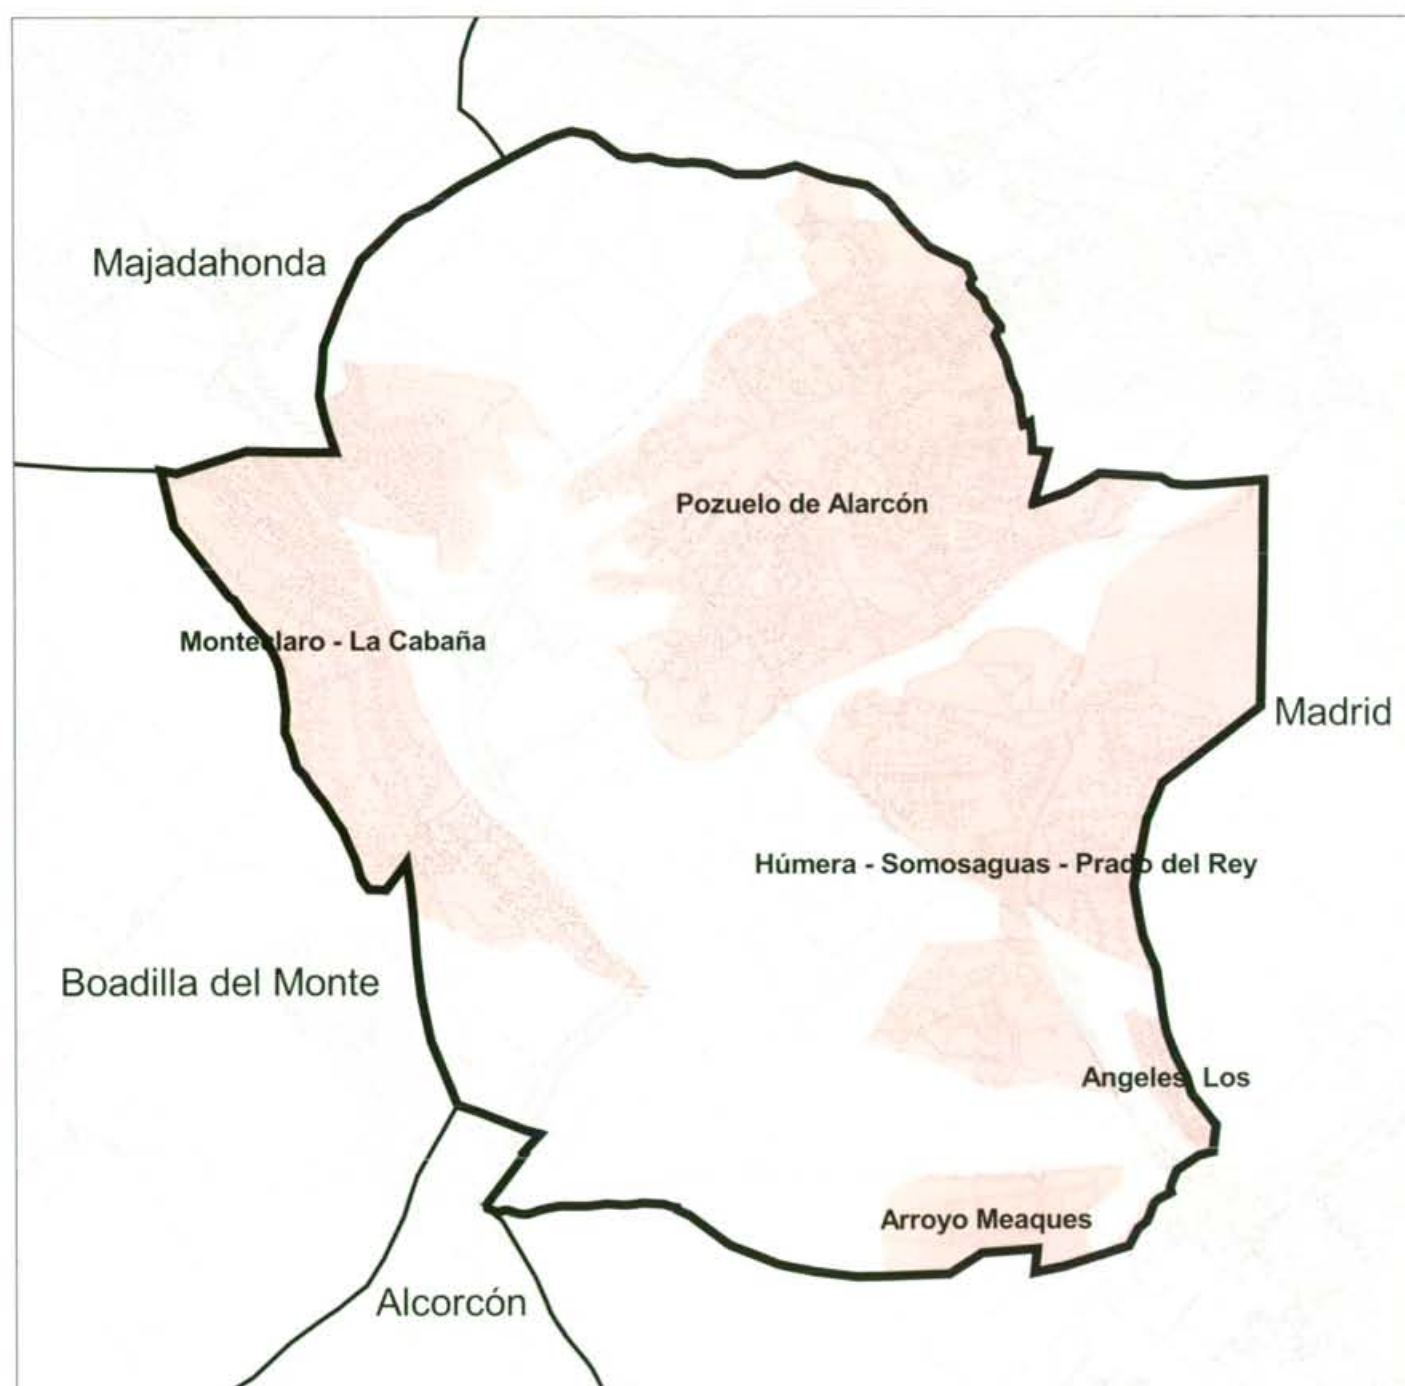 Majadahonda
Pozuelo de Alarcón
Monteclaro - La Cabaña
Madrid
Húmera - Somosaguas - Prado del Rey
Boadilla del Monte
Angeles, Los
Arroyo Meaques
Alcorcón